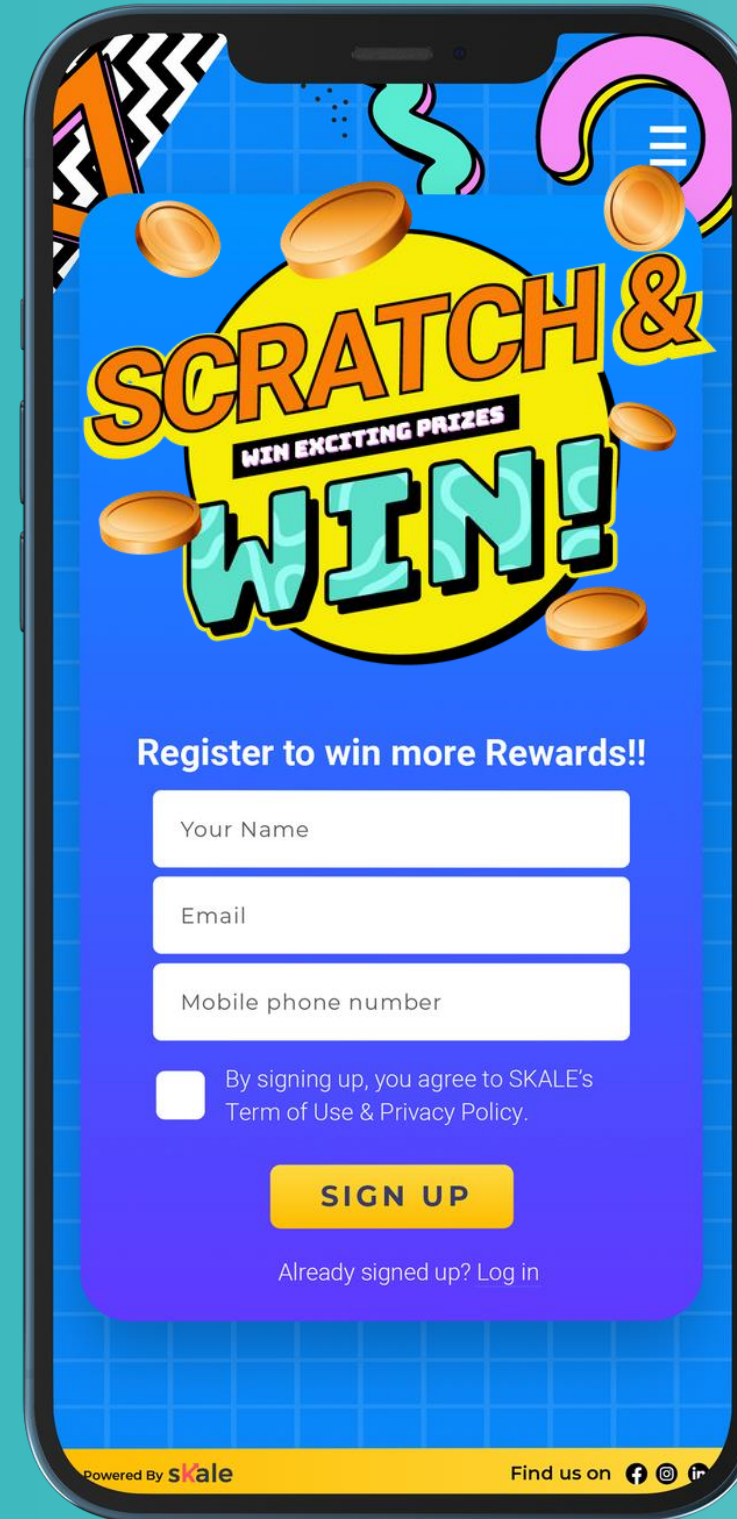 SCRATCH &
WIN EXCITING PRIZES
WIN!
Register to win more Rewards!!
Your Name
Email
Mobile phone number
By signing up, you agree to SKALE’s
Term of Use & Privacy Policy.
SIGN UP
Already signed up? Log in
Powered By skale
Find us on